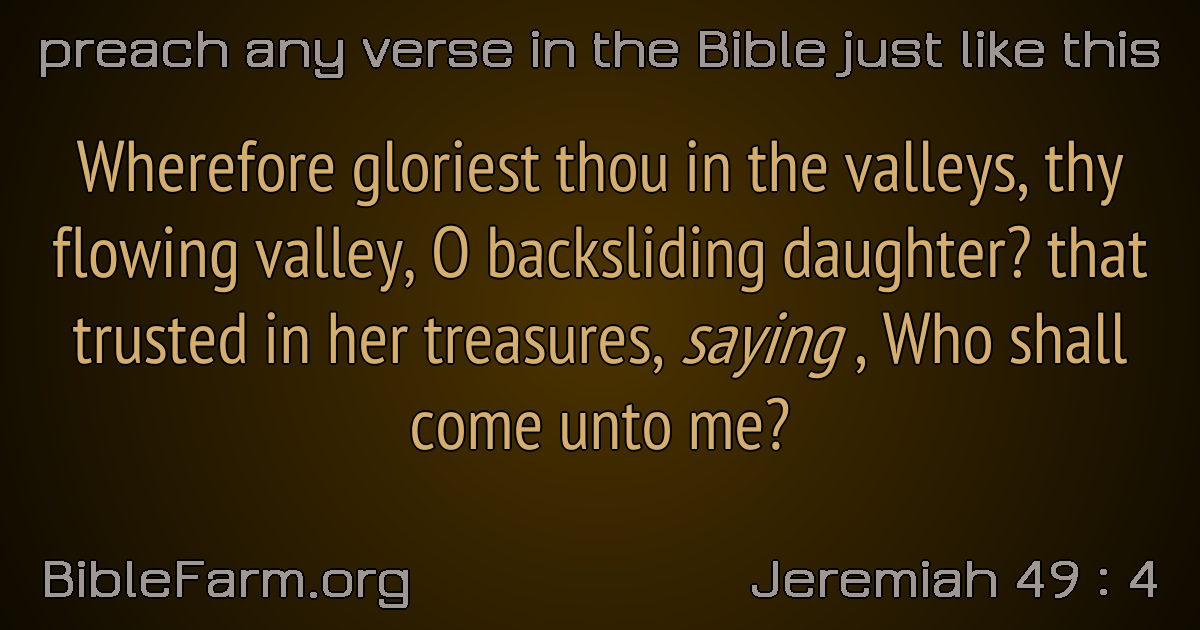 preach any verse in the Bible just like this
Wherefore gloriest thou in the valleys, thy
flowing valley, O backsliding daughter? that
trusted in her treasures, saying , Who shall
come unto me?
BibleFarm.org
Jeremiah 49 : 4